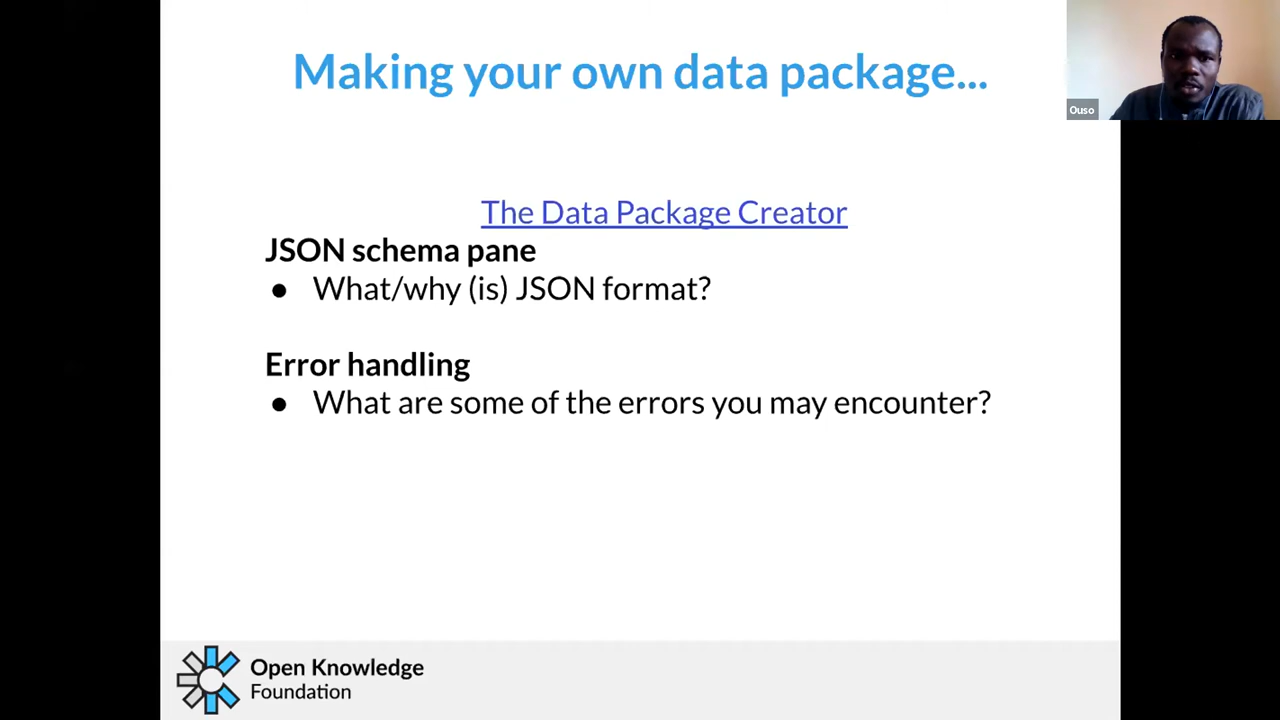 Making your own data package...
Ouso
The Data Package Creator
JSON schema pane
● What/why (is) JSON format?
Error handling
● What are some of the errors you may encounter?
Open Knowledge
Foundation